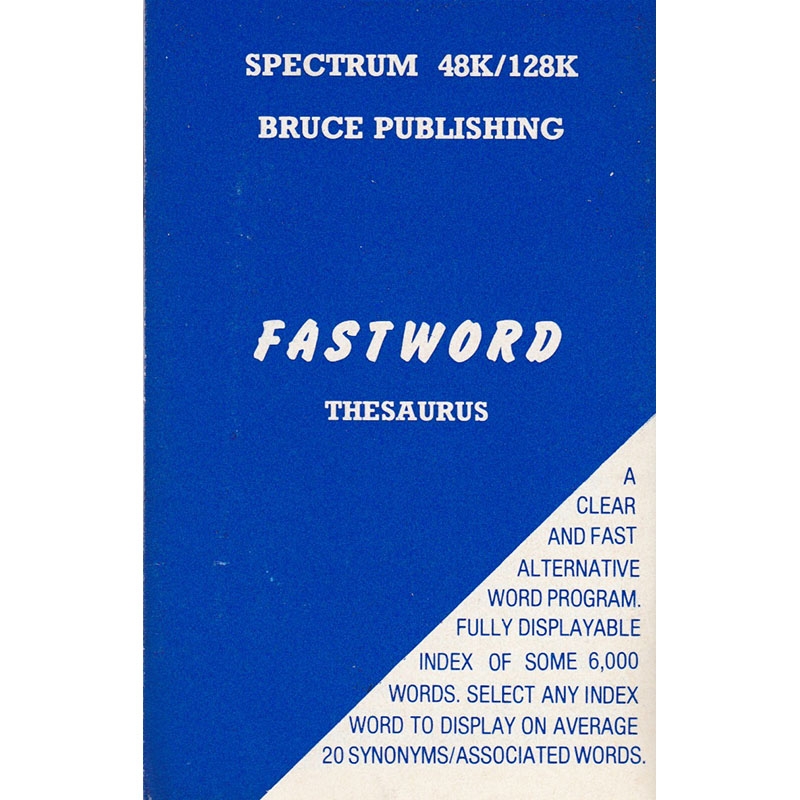 SPECTRUM 48K/128K
BRUCE PUBLISHING
FASTWORD
THESAURUS
A
CLEAR
AND FAST
ALTERNATIVE
WORD PROGRAM.
FULLY DISPLAYABLE
INDEX OF SOME 6,000
WORDS. SELECT ANY INDEX
WORD TO DISPLAY ON AVERAGE
20 SYNONYMS/ASSOCIATED WORDS.